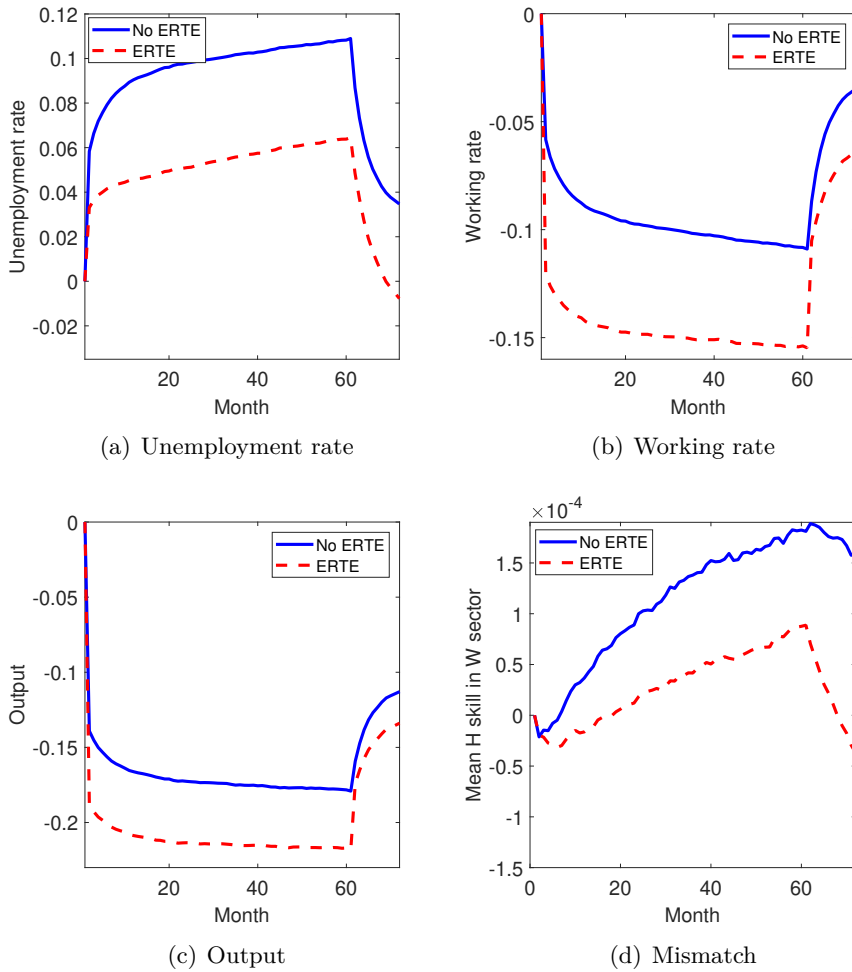 0.12
0.1
0.08
0.06
0.04
0.02
0
-0.02
Unemployment rate
No ERTE
ERTE
20
40
60
Month
(a) Unemployment rate
0
-0.05
-0.1
-0.15
Working rate
No ERTE
ERTE
20
40
60
Month
(b) Working rate
0
-0.05
-0.1
-0.15
-0.2
Output
No ERTE
ERTE
20
40
60
Month
(c) Output
×10⁻⁴
1.5
1
0.5
0
-0.5
-1
-1.5
Mean H skill in W sector
No ERTE
ERTE
0
20
40
60
Month
(d) Mismatch